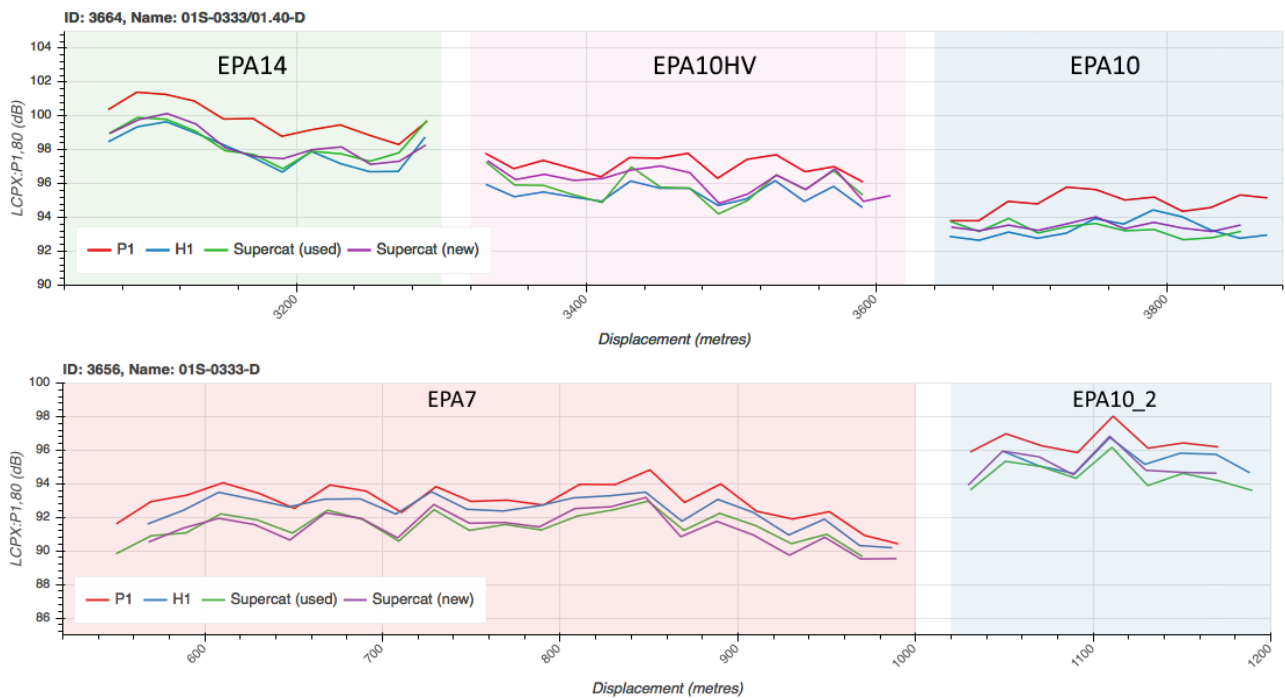 ID: 3664, Name: 01S-0333/01.40-D
EPA14 EPA10HV EPA10
104
102
100
98
96
94
92
90
LCPX:P1,80 (dB)
P1 H1 Supercat (used) Supercat (new)
3200 3400 3600 3800
Displacement (metres)
ID: 3656, Name: 01S-0333-D
EPA7 EPA10_2
100
98
96
94
92
90
88
86
LCPX:P1,80 (dB)
P1 H1 Supercat (used) Supercat (new)
600 700 800 900 1000 1100 1200
Displacement (metres)